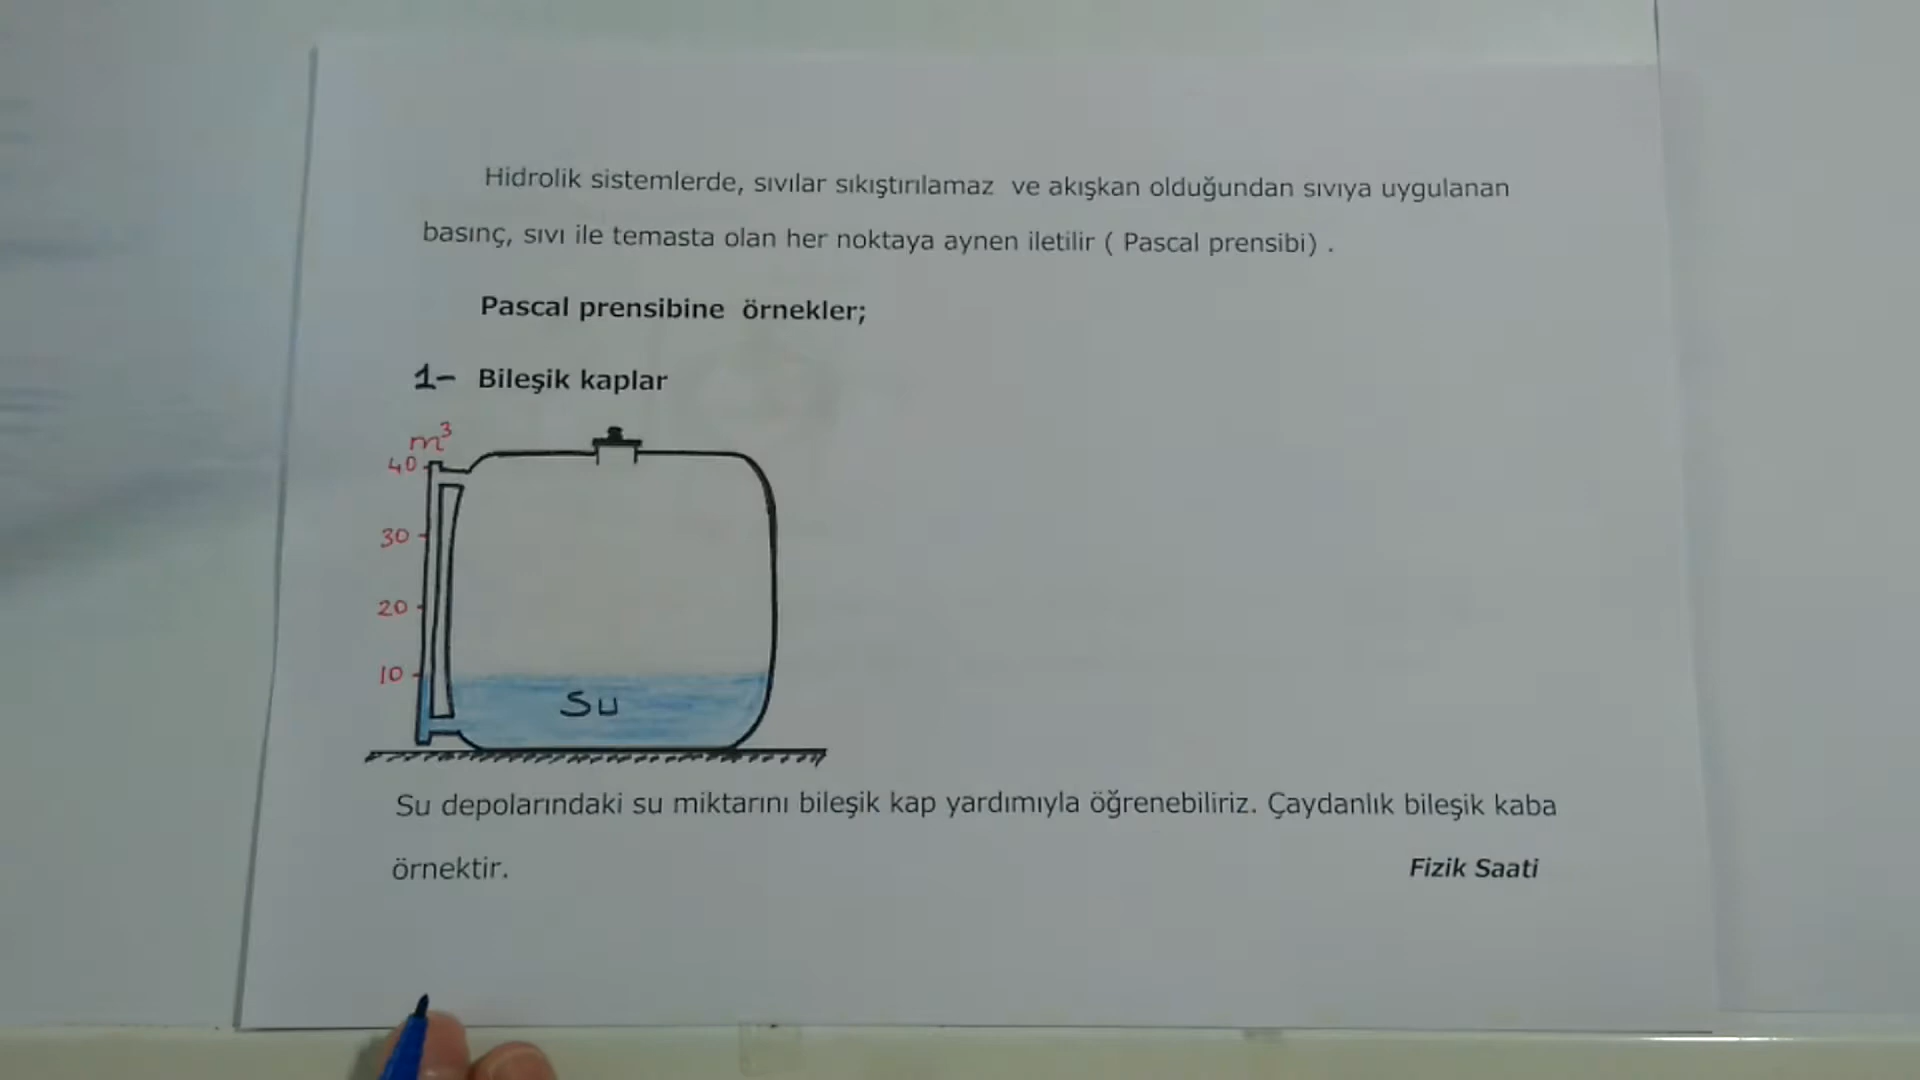 Hidrolik sistemlerde, sıvılar sıkıştırılamaz ve akışkan olduğundan sıvıya uygulanan
basınç, sıvı ile temasta olan her noktaya aynen iletilir ( Pascal prensibi) .
Pascal prensibine örnekler;
1- Bileşik kaplar
m³
40
30
20
10
Su
Su depolarındaki su miktarını bileşik kap yardımıyla öğrenebiliriz. Çaydanlık bileşik kaba
örnektir.
Fizik Saati